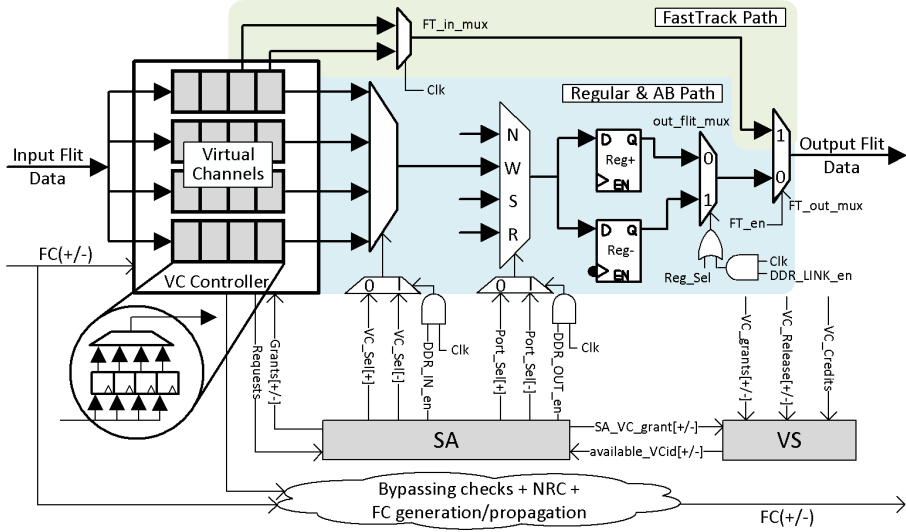 FastTrack Path
FT_in_mux
Clk
Regular & AB Path
Input Flit
Data
Virtual
Channels
VC Controller
FC(+/-)
N
W
S
R
D Q
Reg+
EN
D Q
Reg-
EN
out_flit_mux
0
1
1
0
Output Flit
Data
FT_out_mux
FT_en
Reg_Sel
Clk
DDR_LINK_en
0 1
0 1
Requests
Grants[+/-]
VC_Sel[+]
VC_Sel[-]
DDR_IN_en
Clk
Port_Sel[+]
Port_Sel[-]
DDR_OUT_en
Clk
VC_grants[+/-]
VC_Release[+/-]
VC_Credits
SA
SA_VC_grant[+/-]
available_VCid[+/-]
VS
Bypassing checks + NRC +
FC generation/propagation
FC(+/-)